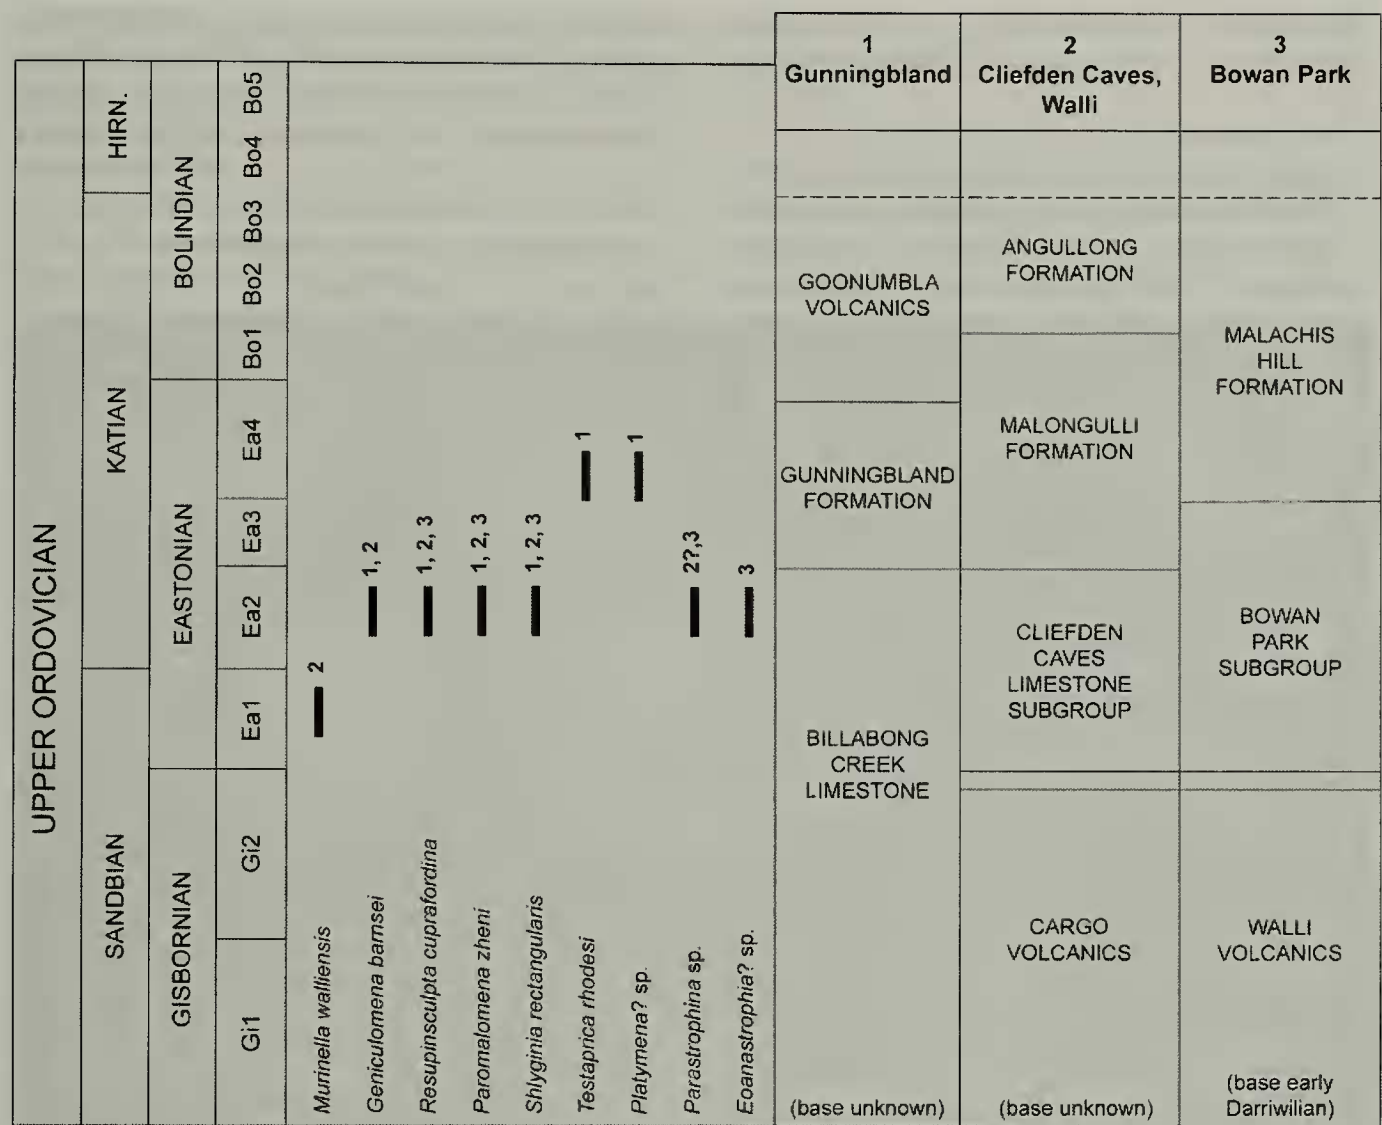 UPPER ORDOVICIAN
HIRN.
KATIAN
SANDBIAN
BOLINDIAN
EASTONIAN
GISBORNIAN
Bo5
Bo4
Bo3
Bo2
Bo1
Ea4
Ea3
Ea2
Ea1
Gi2
Gi1
Murinella walliensis
2
Geniculomena barnsei
1, 2
Resupinsculpta cuprafordina
1, 2, 3
Paromalomena zheni
1, 2, 3
Shlyginia rectangularis
1, 2, 3
Testaprica rhodesi
1
Platymena? sp.
1
Parastrophina sp.
2?,3
Eoanastrophia? sp.
3
1
Gunningbland
GOONUMBLA
VOLCANICS
GUNNINGBLAND
FORMATION
BILLABONG
CREEK
LIMESTONE
(base unknown)
2
Cliefden Caves,
Walli
ANGULLONG
FORMATION
MALONGULLI
FORMATION
CLIEFDEN
CAVES
LIMESTONE
SUBGROUP
CARGO
VOLCANICS
(base unknown)
3
Bowan Park
MALACHIS
HILL
FORMATION
BOWAN
PARK
SUBGROUP
WALLI
VOLCANICS
(base early
Darriwilian)